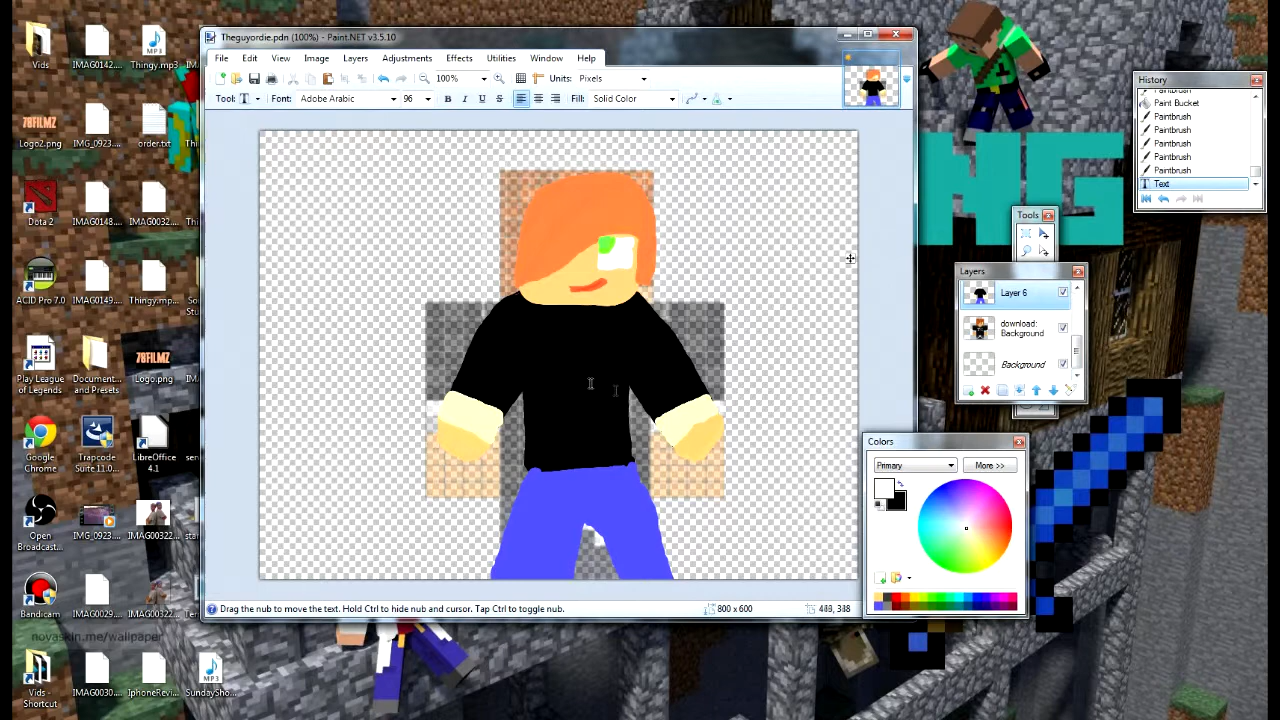 Theguyordie.pdn (100%) - Paint.NET v3.5.10
File Edit View Image Layers Adjustments Effects Utilities Window Help
100% Units: Pixels
Tool: T Font: Adobe Arabic 96 B I U S Fill: Solid Color
History
Paintbrush
Paint Bucket
Paintbrush
Paintbrush
Paintbrush
Paintbrush
Paintbrush
Text
Tools
Layers
Layer 6
download:
Background
Background
Colors
Primary More >>
Drag the nub to move the text. Hold Ctrl to hide nub and cursor. Tap Ctrl to toggle nub. 800 x 600
NG
Vids IMAG0142.... Thingy.mp3
78FILMZ
Logo2.png IMG_0923.... order.txt
Dota 2 IMAG0148.... IMAG0032....
ACID Pro 7.0 IMAG0149.... Thingy.mp...
78FILMZ
Play League of Legends Document... and Presets Logo.png
Google Chrome Trapcode Suite 11.0... LibreOffice 4.1
Open Broadcast... IMG_0923.... IMAG00322...
Bandicam IMAG0029.... IMAG00322...
novaskin.me/wallpaper
Vids - Shortcut IMAG0030.... IphoneRevi... SundaySho...